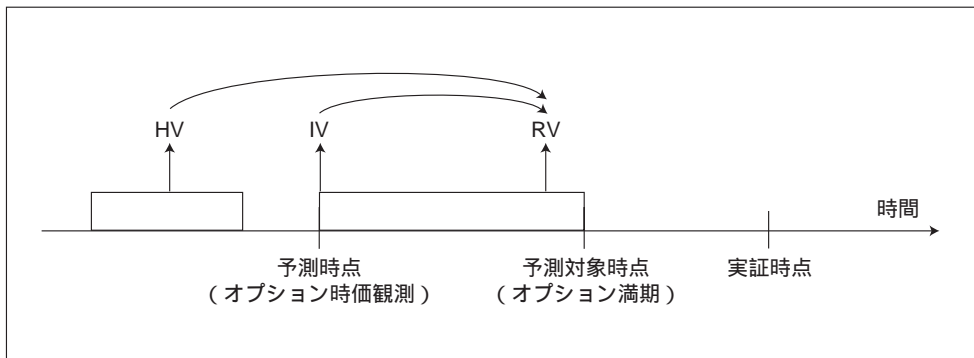 HV
IV
RV
時間
予測時点
（オプション時価観測）
予測対象時点
（オプション満期）
実証時点